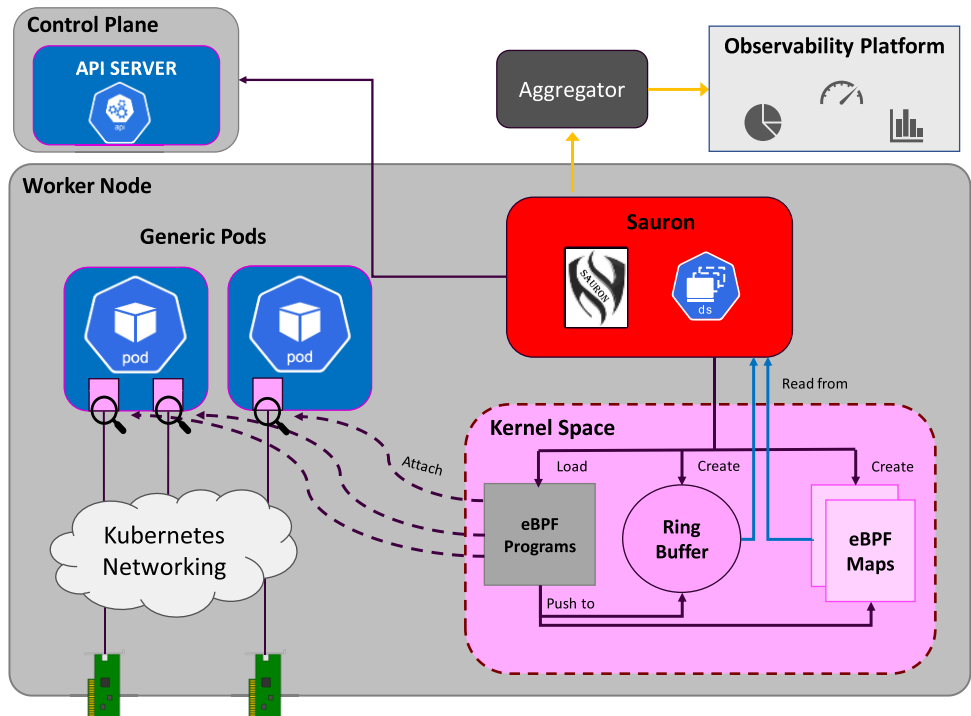 Control Plane
API SERVER
api
Aggregator
Observability Platform
Worker Node
Generic Pods
pod
pod
Sauron
SAURON
ds
Read from
Kernel Space
Attach
Load
Create
Create
eBPF
Programs
Ring
Buffer
eBPF
Maps
Push to
Kubernetes
Networking